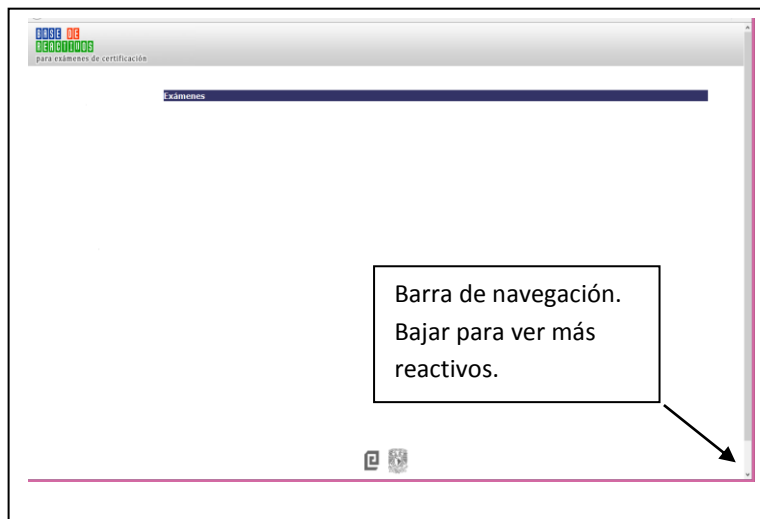 BASE DE
REACTIVOS
para exámenes de certificación
Exámenes
Barra de navegación.
Bajar para ver más
reactivos.